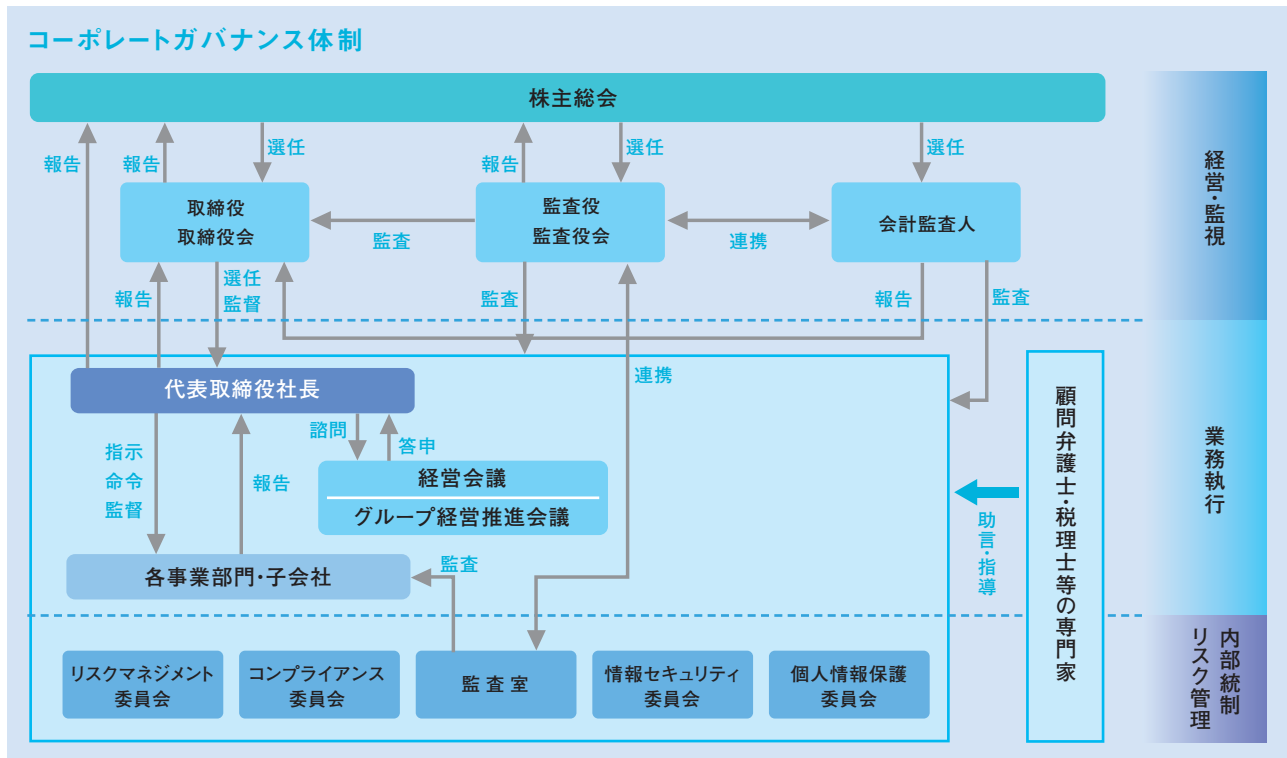 コーポレートガバナンス体制
株主総会
報告
報告
選任
報告
選任
選任
取締役
取締役会
監査
監査役
監査役会
連携
会計監査人
経営・監視
報告
選任
監督
監査
報告
監査
代表取締役社長
連携
諮問
答申
指示
命令
監督
報告
経営会議
グループ経営推進会議
各事業部門・子会社
監査
助言・指導
顧問弁護士・税理士等の専門家
業務執行
リスクマネジメント
委員会
コンプライアンス
委員会
監査室
情報セキュリティ
委員会
個人情報保護
委員会
内部統制
リスク管理